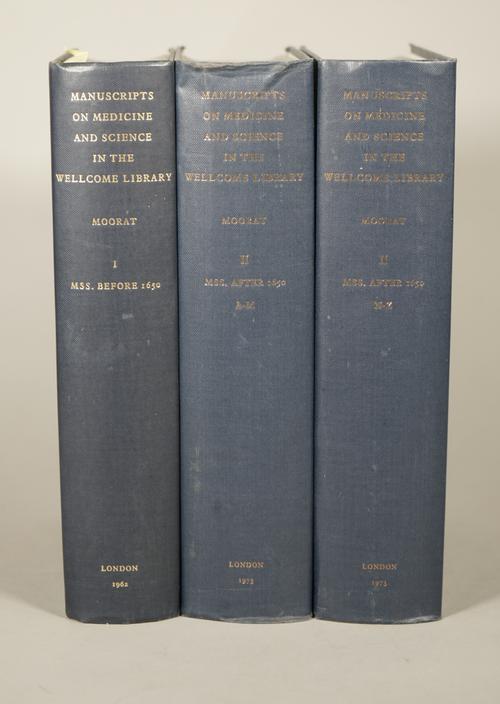 MANUSCRIPTS
ON MEDICINE
AND SCIENCE
IN THE
WELLCOME LIBRARY
MOORAT
I
MSS. BEFORE 1650
LONDON
1962
MANUSCRIPTS
ON MEDICINE
AND SCIENCE
IN THE
WELLCOME LIBRARY
MOORAT
II
MSS. AFTER 1650
A-M
LONDON
1973
MANUSCRIPTS
ON MEDICINE
AND SCIENCE
IN THE
WELLCOME LIBRARY
MOORAT
II
MSS. AFTER 1650
N-Z
LONDON
1973